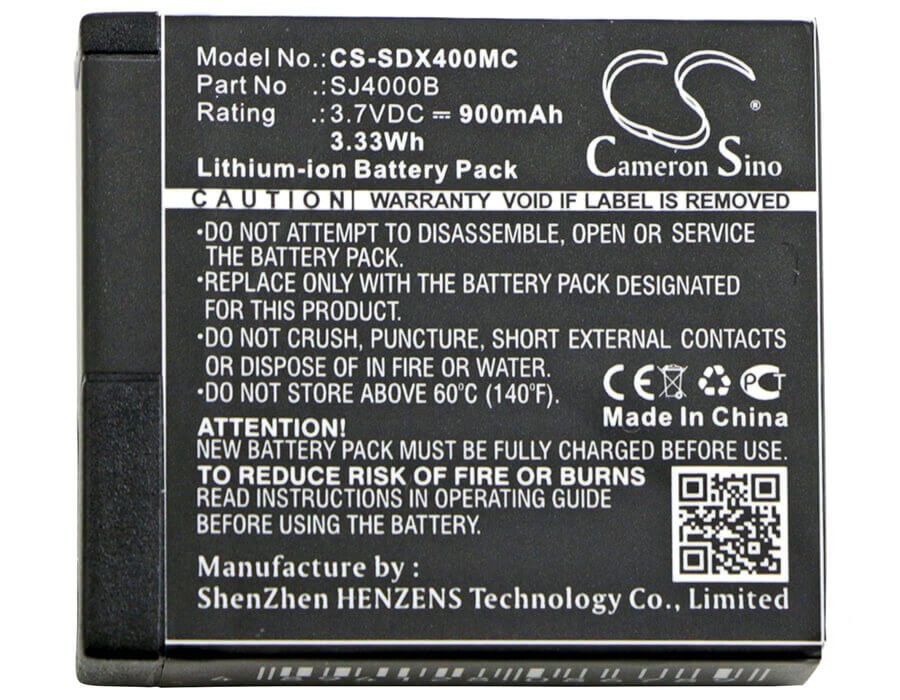 Model No.:CS-SDX400MC
Part No .:SJ4000B
Rating .:3.7VDC ⎓ 900mAh
3.33Wh
Lithium-ion Battery Pack
CS ®
Cameron Sino
CAUTION WARRANTY VOID IF LABEL IS REMOVED
·DO NOT ATTEMPT TO DISASSEMBLE, OPEN OR SERVICE
THE BATTERY PACK.
·REPLACE ONLY WITH THE BATTERY PACK DESIGNATED
FOR THIS PRODUCT.
·DO NOT CRUSH, PUNCTURE, SHORT EXTERNAL CONTACTS
OR DISPOSE OF IN FIRE OR WATER.
·DO NOT STORE ABOVE 60°C (140°F).
CE PCT
Made In China
ATTENTION!
NEW BATTERY PACK MUST BE FULLY CHARGED BEFORE USE.
TO REDUCE RISK OF FIRE OR BURNS
READ INSTRUCTIONS IN OPERATING GUIDE
BEFORE USING THE BATTERY.
Manufacture by :
ShenZhen HENZENS Technology Co., Limited